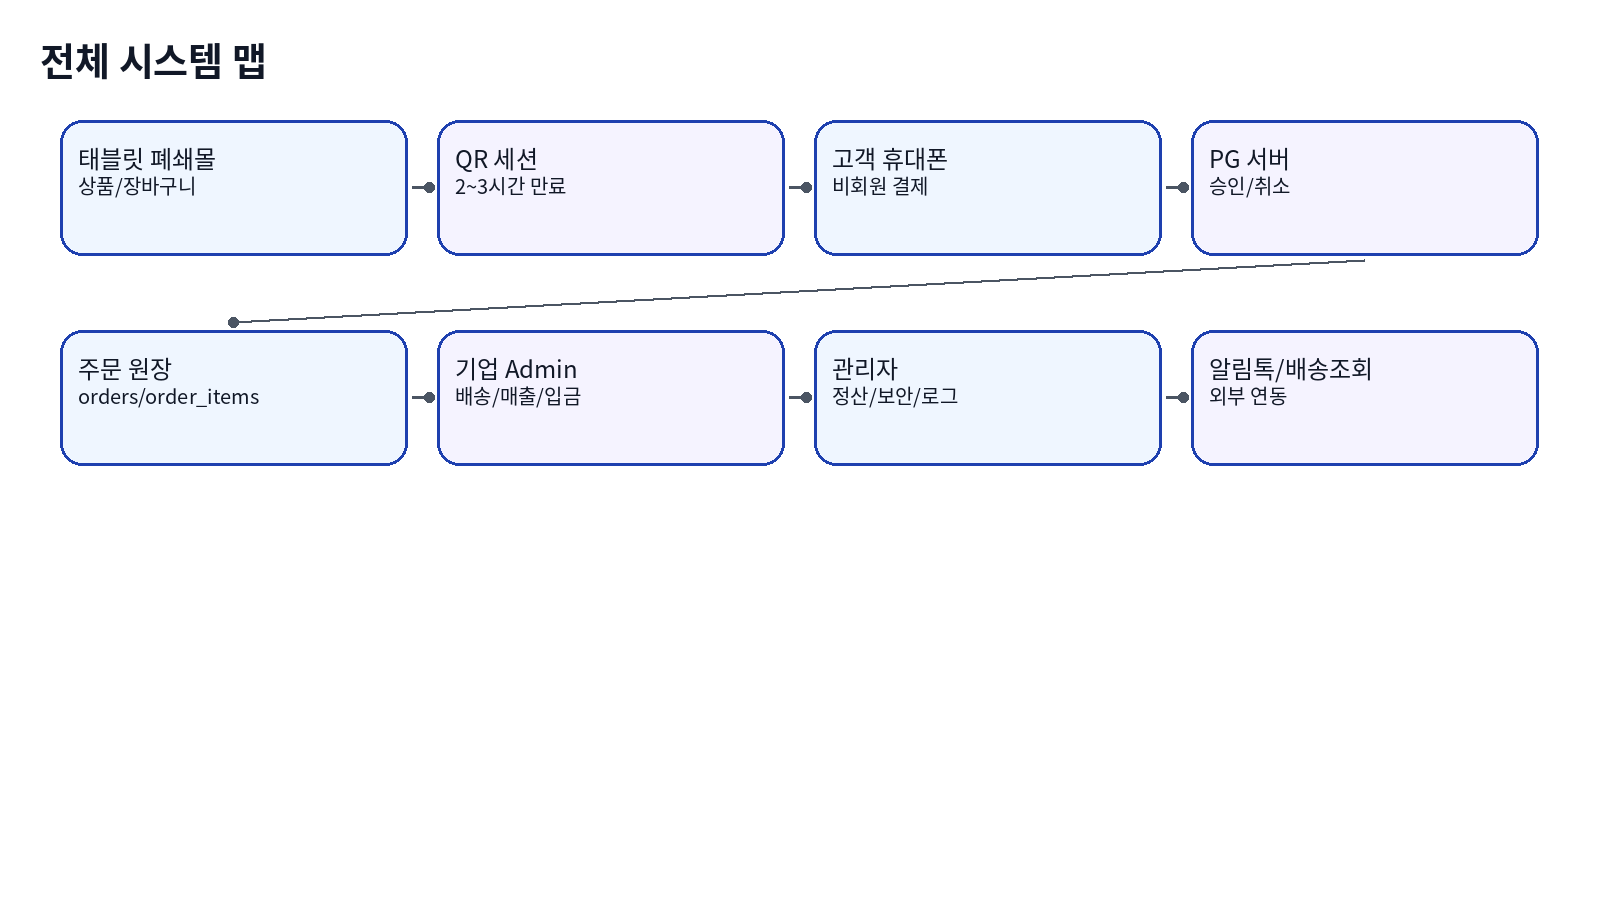 전체 시스템 맵
태블릿 폐쇄몰
상품/장바구니
QR 세션
2~3시간 만료
고객 휴대폰
비회원 결제
PG 서버
승인/취소
주문 원장
orders/order_items
기업 Admin
배송/매출/입금
관리자
정산/보안/로그
알림톡/배송조회
외부 연동